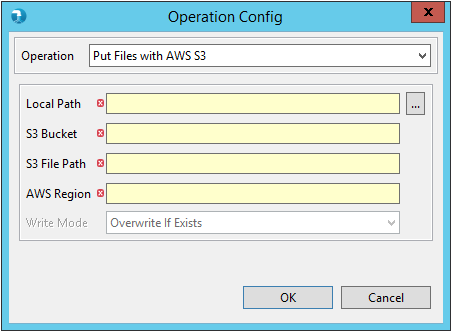 Operation Config
Operation Put Files with AWS S3
Local Path ...
S3 Bucket
S3 File Path
AWS Region
Write Mode Overwrite If Exists
OK Cancel